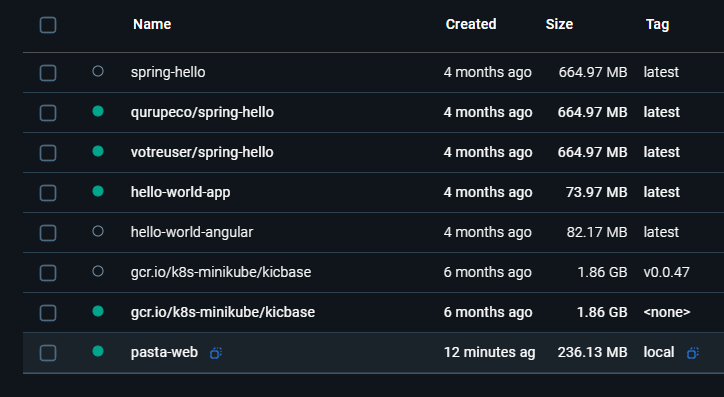 Name Created Size Tag
spring-hello 4 months ago 664.97 MB latest
qurupeco/spring-hello 4 months ago 664.97 MB latest
votreuser/spring-hello 4 months ago 664.97 MB latest
hello-world-app 4 months ago 73.97 MB latest
hello-world-angular 4 months ago 82.17 MB latest
gcr.io/k8s-minikube/kicbase 6 months ago 1.86 GB v0.0.47
gcr.io/k8s-minikube/kicbase 6 months ago 1.86 GB <none>
pasta-web 12 minutes ag 236.13 MB local